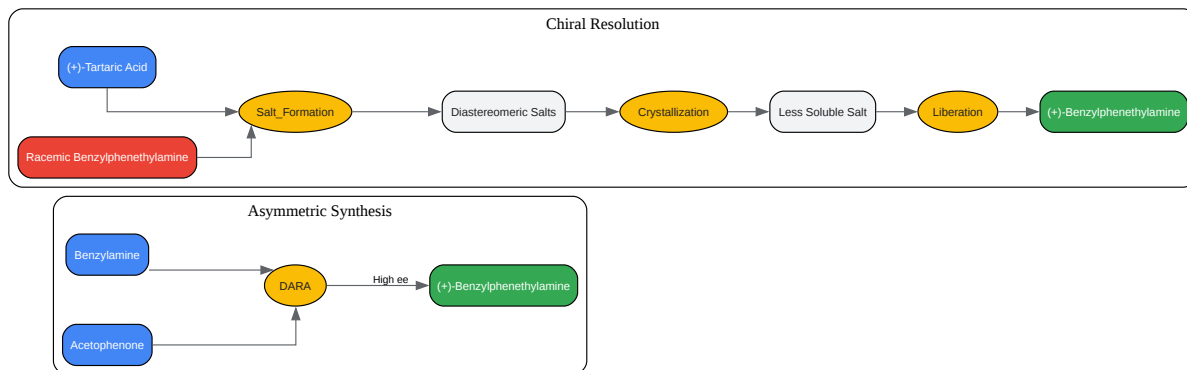 Chiral Resolution
(+)-Tartaric Acid
Racemic Benzylphenethylamine
Salt_Formation
Diastereomeric Salts
Crystallization
Less Soluble Salt
Liberation
(+)-Benzylphenethylamine
Asymmetric Synthesis
Benzylamine
Acetophenone
DARA
High ee
(+)-Benzylphenethylamine